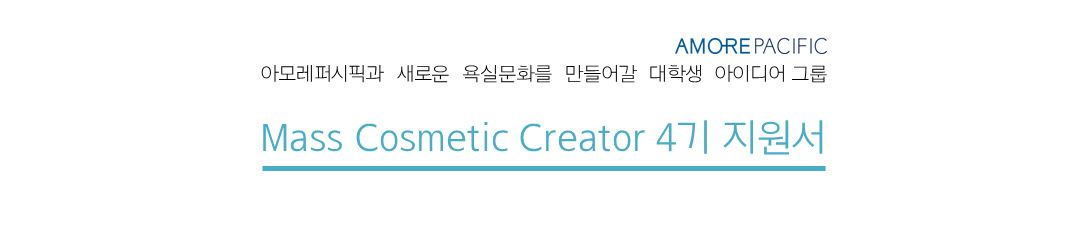 AMOREPACIFIC
아모레퍼시픽과 새로운 욕실문화를 만들어갈 대학생 아이디어 그룹
Mass Cosmetic Creator 4기 지원서